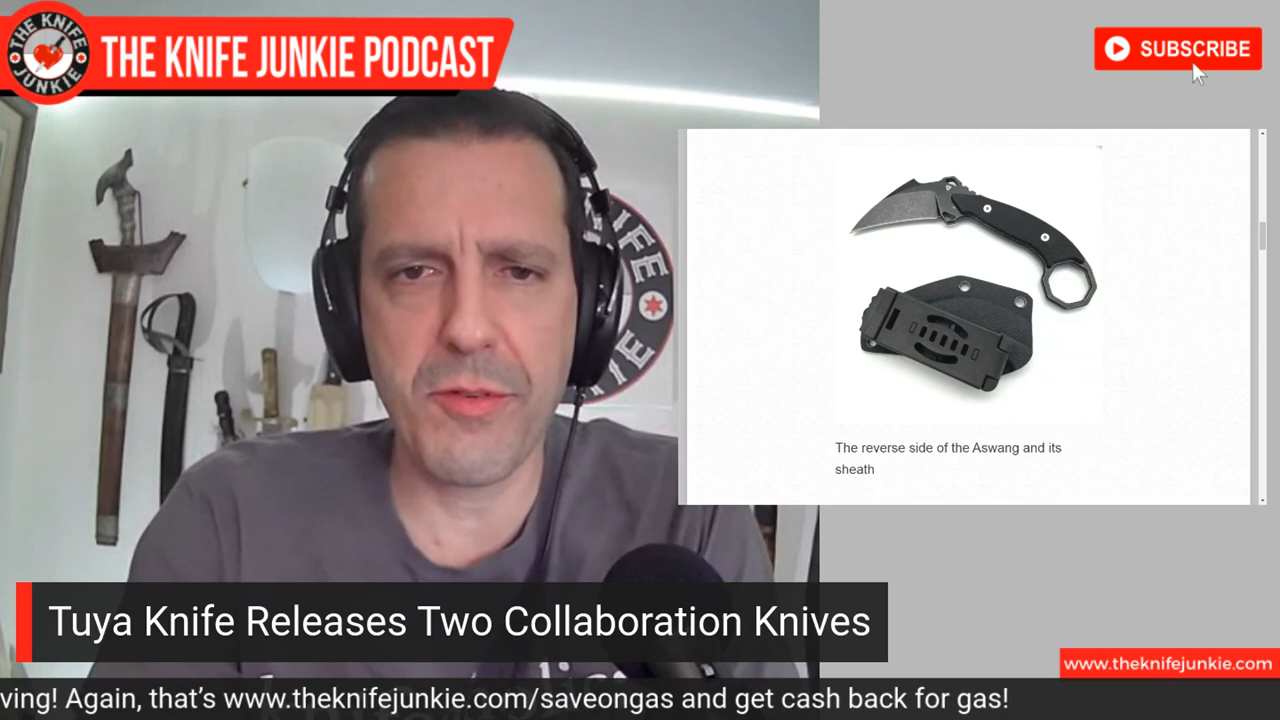 THE KNIFE
JUNKIE
THE KNIFE JUNKIE PODCAST
SUBSCRIBE
The reverse side of the Aswang and its
sheath
Tuya Knife Releases Two Collaboration Knives
www.theknifejunkie.com
ving! Again, that’s www.theknifejunkie.com/saveongas and get cash back for gas!